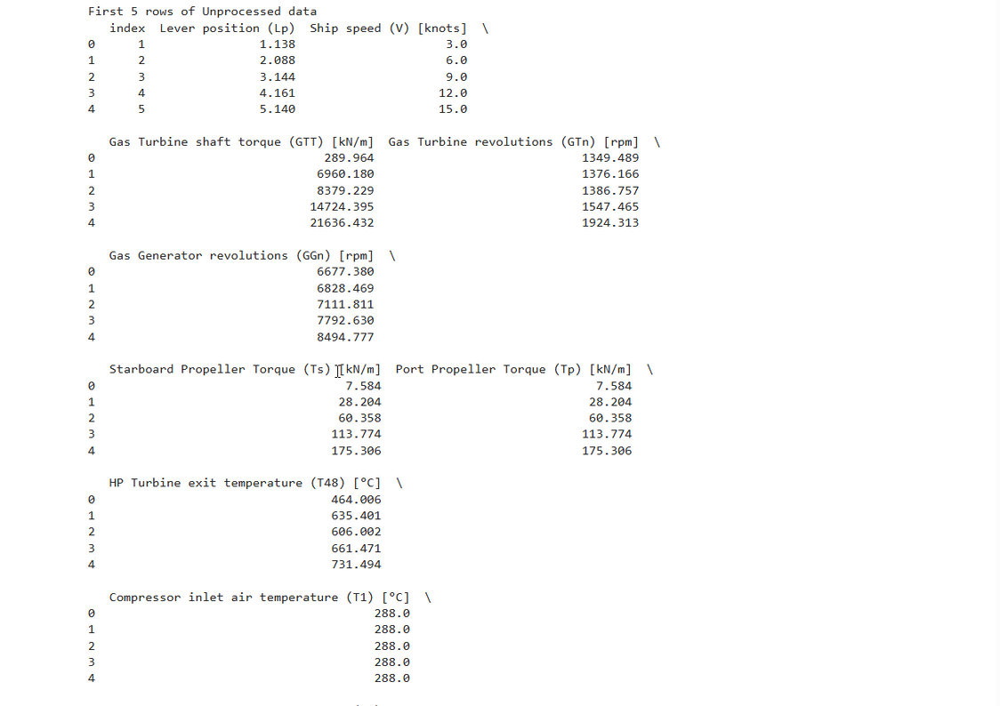 First 5 rows of Unprocessed data
index Lever position (Lp) Ship speed (V) [knots] \
0 1 1.138 3.0
1 2 2.088 6.0
2 3 3.144 9.0
3 4 4.161 12.0
4 5 5.140 15.0
Gas Turbine shaft torque (GTT) [kN/m] Gas Turbine revolutions (GTn) [rpm] \
0 289.964 1349.489
1 6960.180 1376.166
2 8379.229 1386.757
3 14724.395 1547.465
4 21636.432 1924.313
Gas Generator revolutions (GGn) [rpm] \
0 6677.380
1 6828.469
2 7111.811
3 7792.630
4 8494.777
Starboard Propeller Torque (Ts) [kN/m] Port Propeller Torque (Tp) [kN/m] \
0 7.584 7.584
1 28.204 28.204
2 60.358 60.358
3 113.774 113.774
4 175.306 175.306
HP Turbine exit temperature (T48) [°C] \
0 464.006
1 635.401
2 606.002
3 661.471
4 731.494
Compressor inlet air temperature (T1) [°C] \
0 288.0
1 288.0
2 288.0
3 288.0
4 288.0